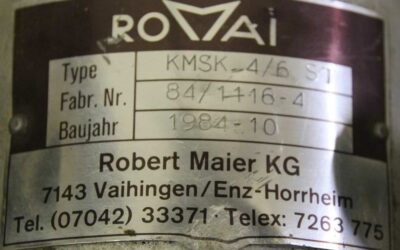 ROMAI
Type KMSK-4/6 S1
Fabr. Nr. 84/1116-4
Baujahr 1984-10
Robert Maier KG
7143 Vaihingen/Enz-Horrheim
Tel. (07042) 33371 · Telex: 7263 775